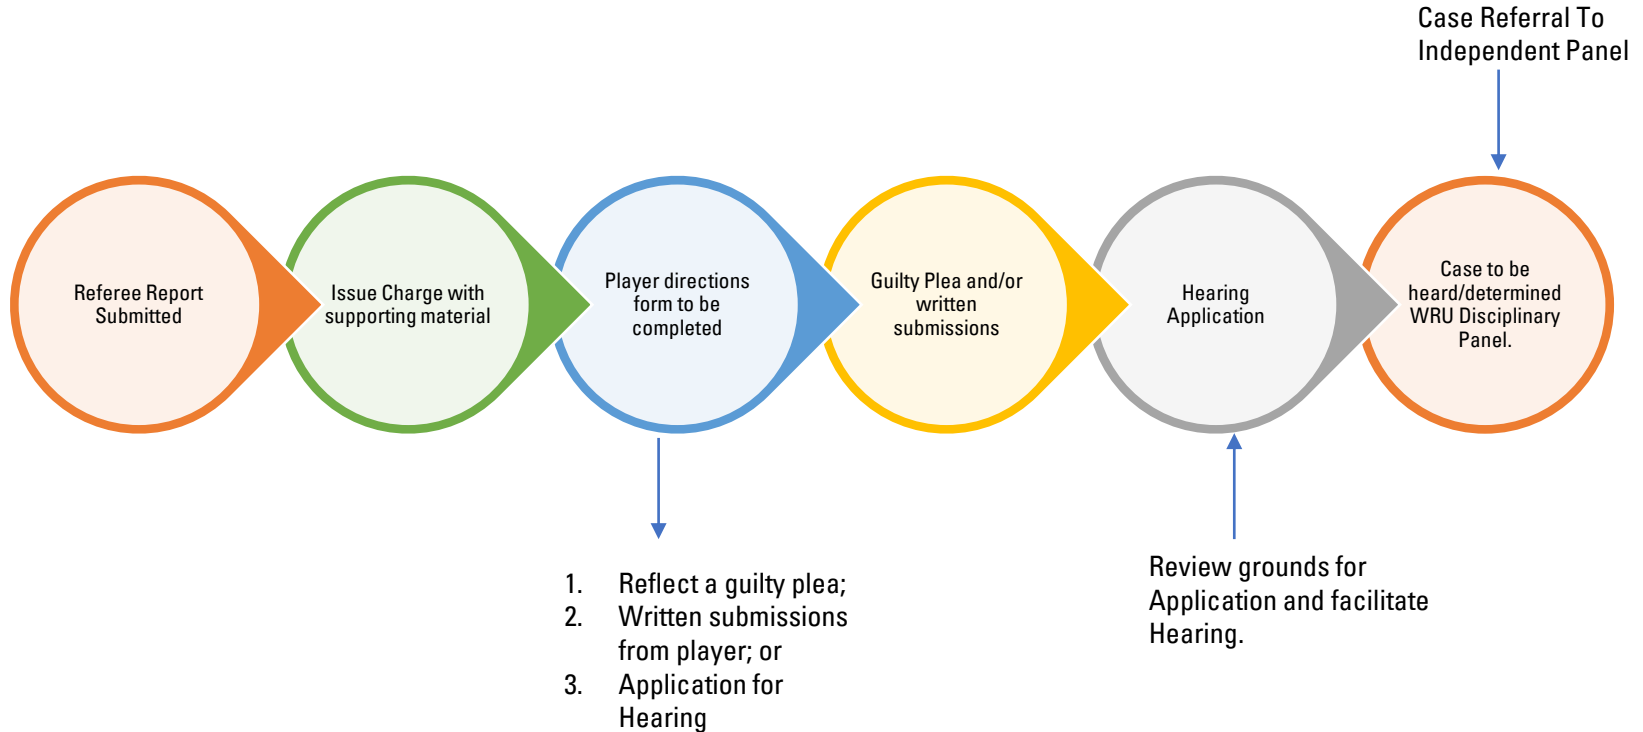 Case Referral To
Independent Panel
Referee Report
Submitted
Issue Charge with
supporting material
Player directions
form to be
completed
Guilty Plea and/or
written
submissions
Hearing
Application
Case to be
heard/determined
WRU Disciplinary
Panel.
1. Reflect a guilty plea;
2. Written submissions
from player; or
3. Application for
Hearing
Review grounds for
Application and facilitate
Hearing.